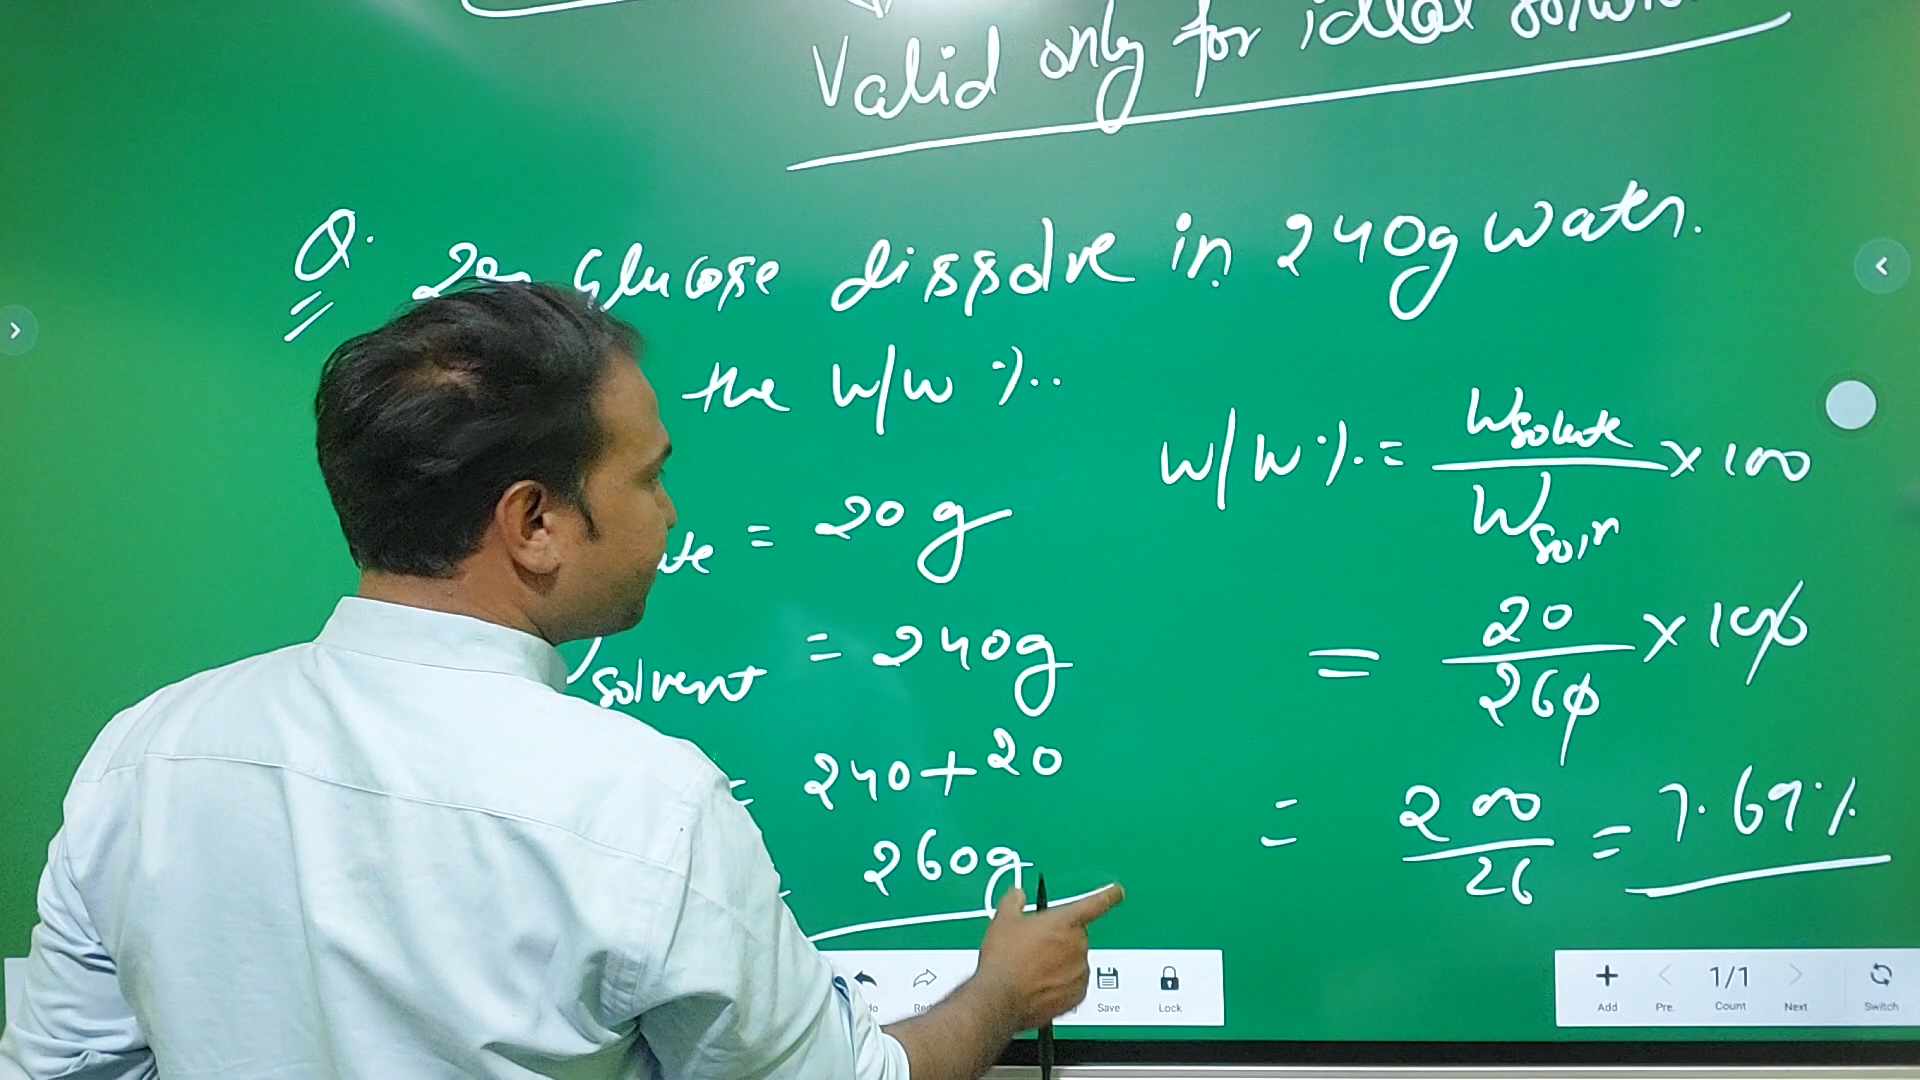 Valid only for ideal
Q. Glucose dissolve in 240g water.
the W/W %.
ute = 20 g
solvent = 240g
= 240+20
260g
W/W % = Wsolute / Wsoln × 100
= 20/260 × 100
= 200/26 = 7.69%
Save
Lock
Add
Pre.
1/1
Count
Next
Switch